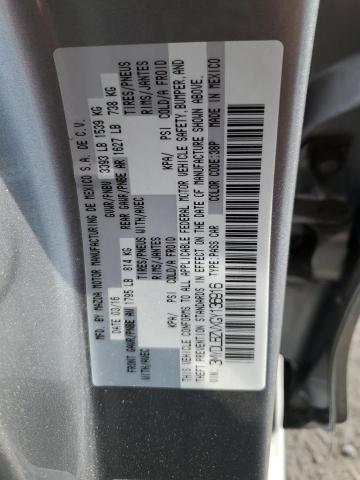 MFD. BY MAZDA MOTOR MANUFACTURING DE MEXICO S.A. DE C.V.
DATE: 03/16 GVWR/PNBV 3393 LB 1539 KG
FRONT GAWR/PNBE AV 1795 LB 814 KG REAR GAWR/PNBE AR 1627 LB 738 KG
WITH/AVEC TIRES/PNEUS WITH/AVEC TIRES/PNEUS
RIMS/JANTES RIMS/JANTES
KPA/ PSI COLD/A FROID KPA/ PSI COLD/A FROID
THIS VEHICLE CONFORMS TO ALL APPLICABLE FEDERAL MOTOR VEHICLE SAFETY, BUMPER, AND
THEFT PREVENTION STANDARDS IN EFFECT ON THE DATE OF MANUFACTURE SHOWN ABOVE.
COLOR CODE:38P MADE IN MEXICO
V.I.N.: